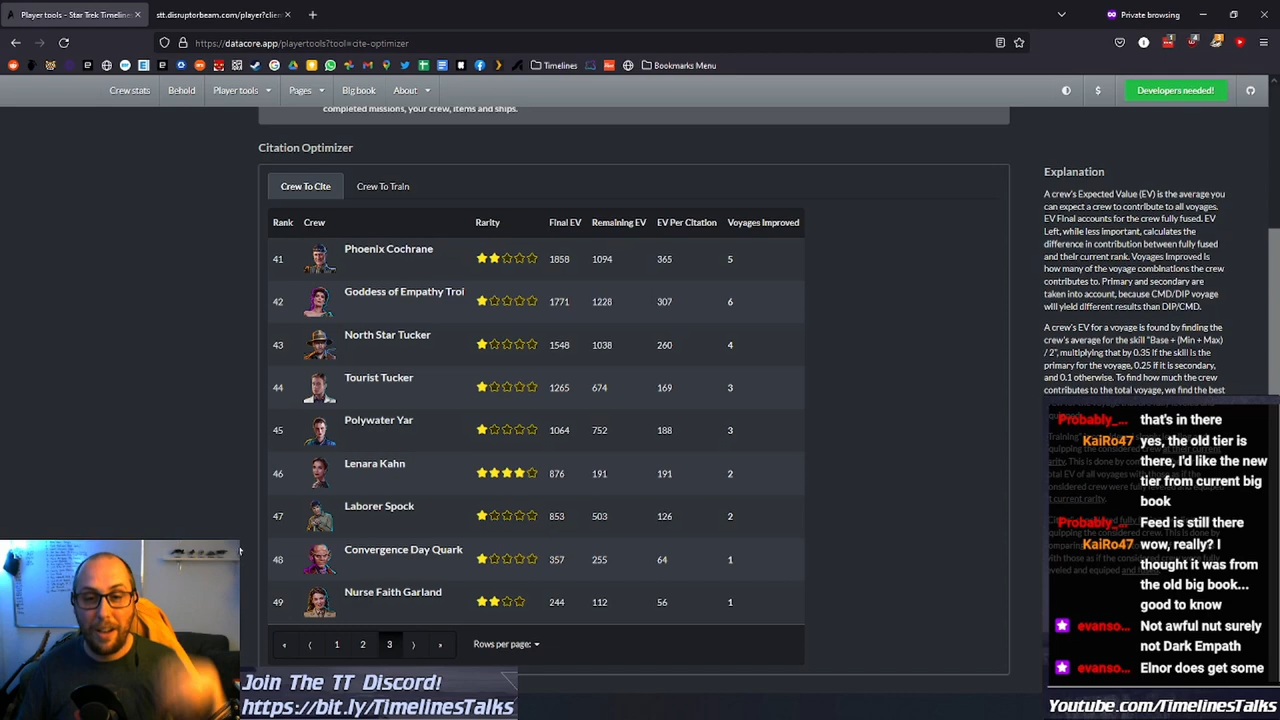 Player tools - Star Trek Timeline
stt.disruptorbeam.com/player?clien
Private browsing
https://datacore.app/playertools?tool=cite-optimizer
Timelines
Bookmarks Menu
Crew stats
Behold
Player tools
Pages
Big book
About
Developers needed!
completed missions, your crew, items and ships.
Citation Optimizer
Crew To Cite
Crew To Train
Rank Crew Rarity Final EV Remaining EV EV Per Citation Voyages Improved
41 Phoenix Cochrane 1858 1094 365 5
42 Goddess of Empathy Troi 1771 1228 307 6
43 North Star Tucker 1548 1038 260 4
44 Tourist Tucker 1265 674 169 3
45 Polywater Yar 1064 752 188 3
46 Lenara Kahn 876 191 191 2
47 Laborer Spock 853 503 126 2
48 Convergence Day Quark 357 255 64 1
49 Nurse Faith Garland 244 112 56 1
« ⟨ 1 2 3 ⟩ »
Rows per page:
Explanation
A crew's Expected Value (EV) is the average you
can expect a crew to contribute to all voyages.
EV Final accounts for the crew fully fused. EV
Left, while less important, calculates the
difference in contribution between fully fused
and their current rank. Voyages Improved is
how many of the voyage combinations the crew
contributes to. Primary and secondary are
taken into account, because CMD/DIP voyage
will yield different results than DIP/CMD.
A crew's EV for a voyage is found by finding the
crew's average for the skill "Base + (Min + Max)
/ 2", multiplying that by 0.35 if the skill is the
primary for the voyage, 0.25 if it is secondary,
and 0.1 otherwise. To find how much the crew
contributes to the total voyage, we find the best
Probably_... that's in there
KaiRo47 yes, the old tier is
there, I'd like the new
tier from current big
book
Probably_... Feed is still there
KaiRo47 wow, really? I
thought it was from
the old big book...
good to know
evanso... Not awful nut surely
not Dark Empath
evanso... Elnor does get some
Join The TT Discord!
https://bit.ly/TimelinesTalks
Youtube.com/TimelinesTalks